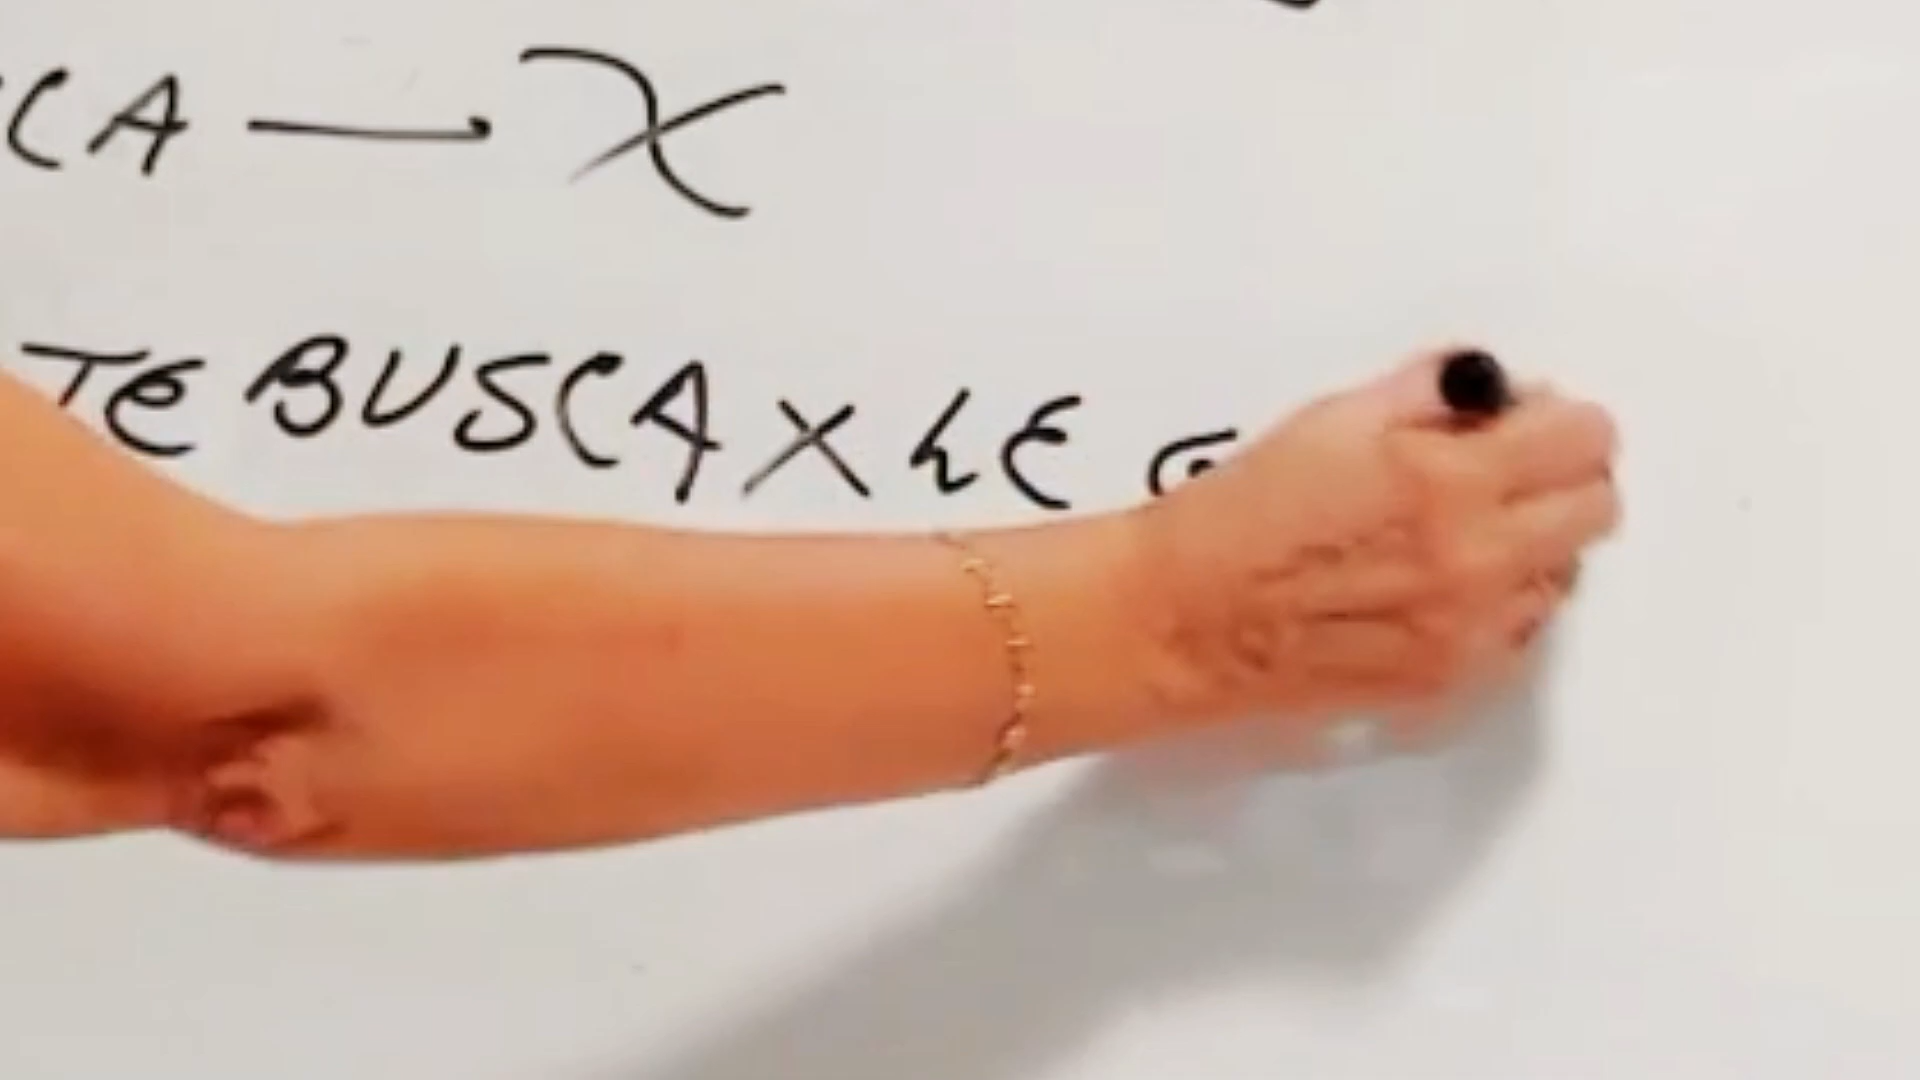 CA → X
TE BUSCA X LE